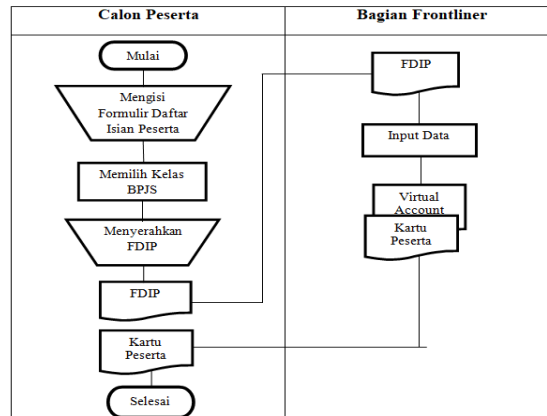 Calon Peserta
Bagian Frontliner
Mulai
Mengisi
Formulir Daftar
Isian Peserta
Memilih Kelas
BPJS
Menyerahkan
FDIP
FDIP
Kartu
Peserta
Selesai
FDIP
Input Data
Virtual
Account
Kartu
Peserta